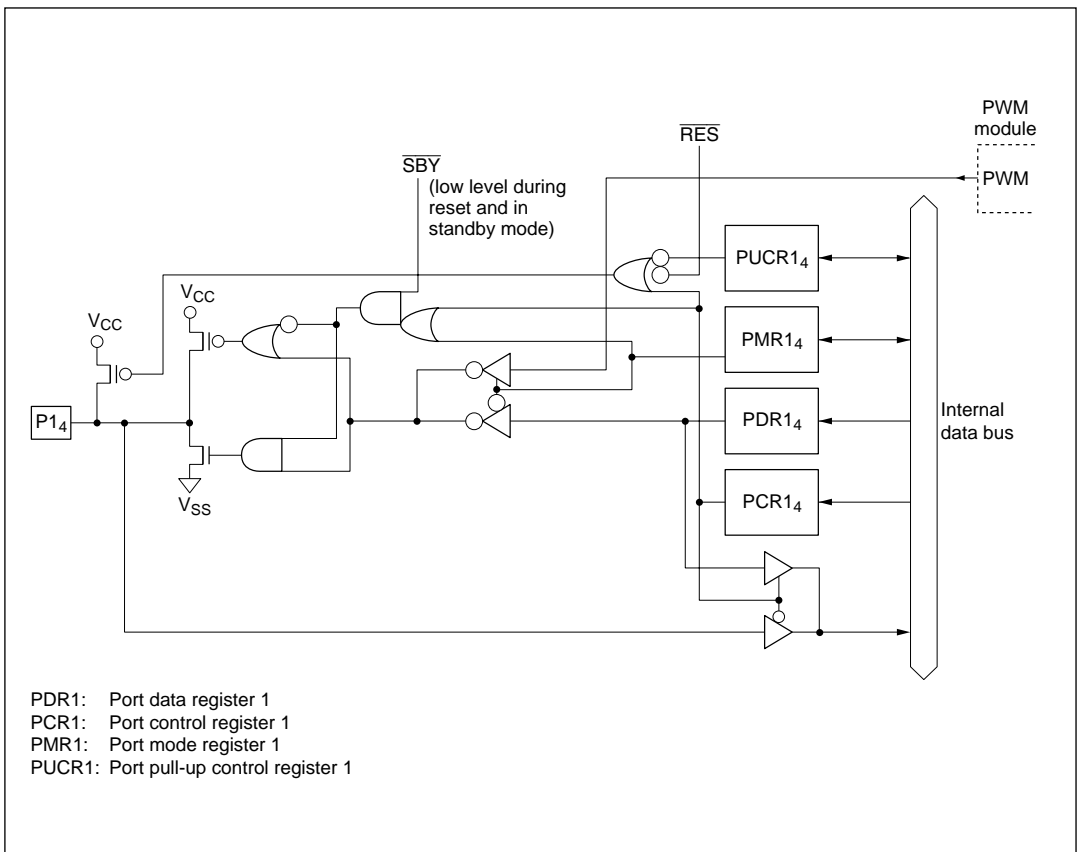 PWM
module
RES
SBY
PWM
(low level during
reset and in
standby mode)
PUCR14
VCC
VCC
PMR14
P14
PDR14
Internal
data bus
PCR14
VSS
PDR1: Port data register 1
PCR1: Port control register 1
PMR1: Port mode register 1
PUCR1: Port pull-up control register 1